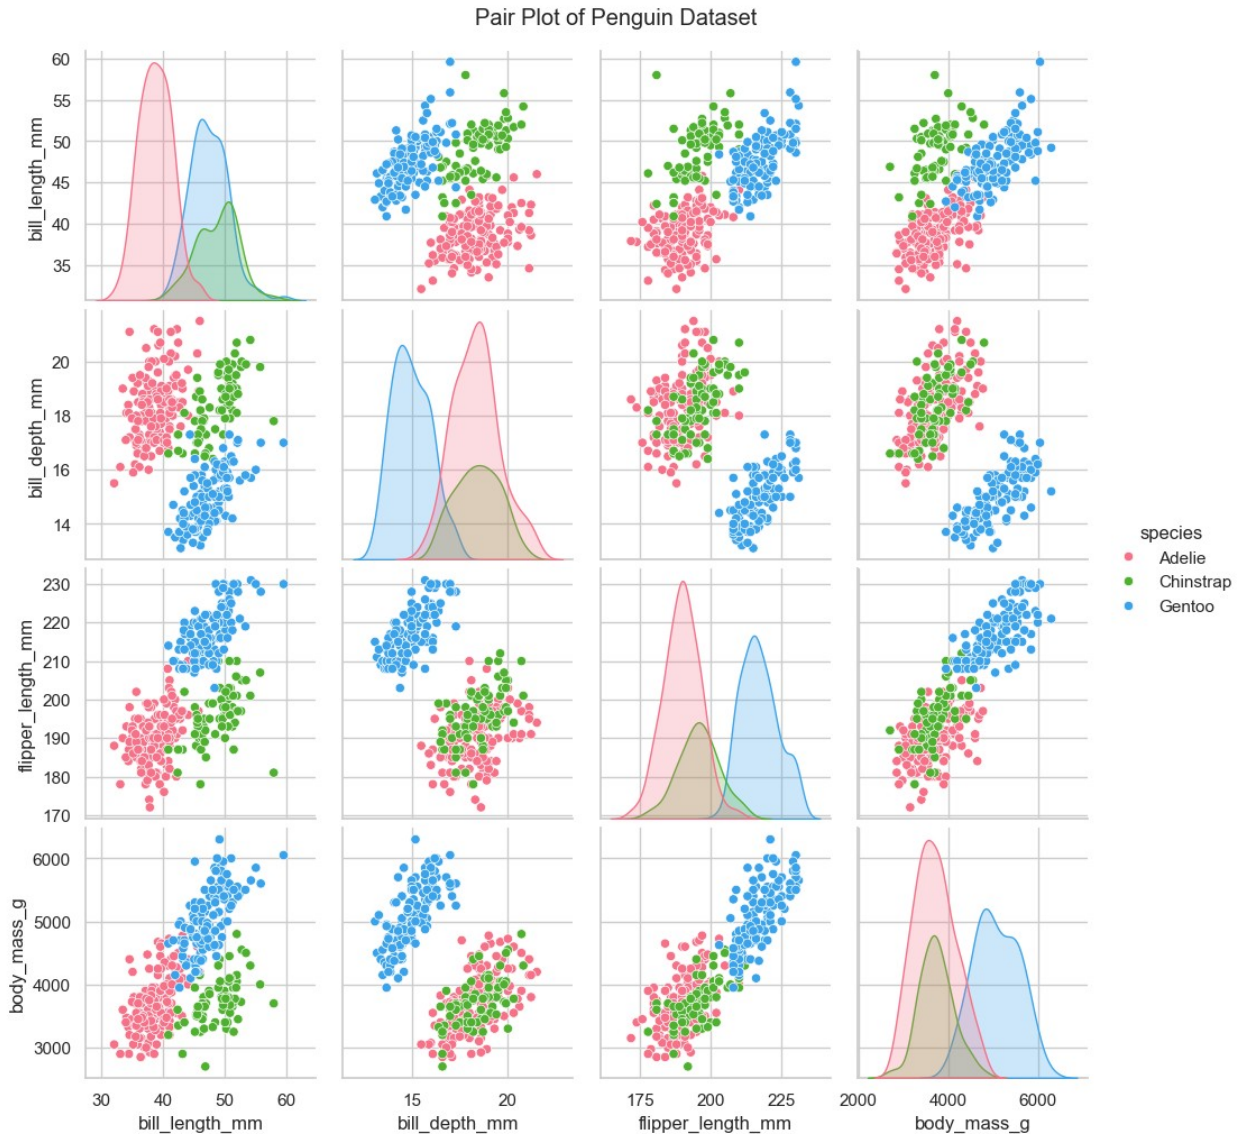 Pair Plot of Penguin Dataset
60
55
50
45
40
35
bill_length_mm
20
18
16
14
bill_depth_mm
species
Adelie
Chinstrap
Gentoo
230
220
210
200
190
180
170
flipper_length_mm
6000
5000
4000
3000
body_mass_g
30 40 50 60 15 20 175 200 225 2000 4000 6000
bill_length_mm bill_depth_mm flipper_length_mm body_mass_g